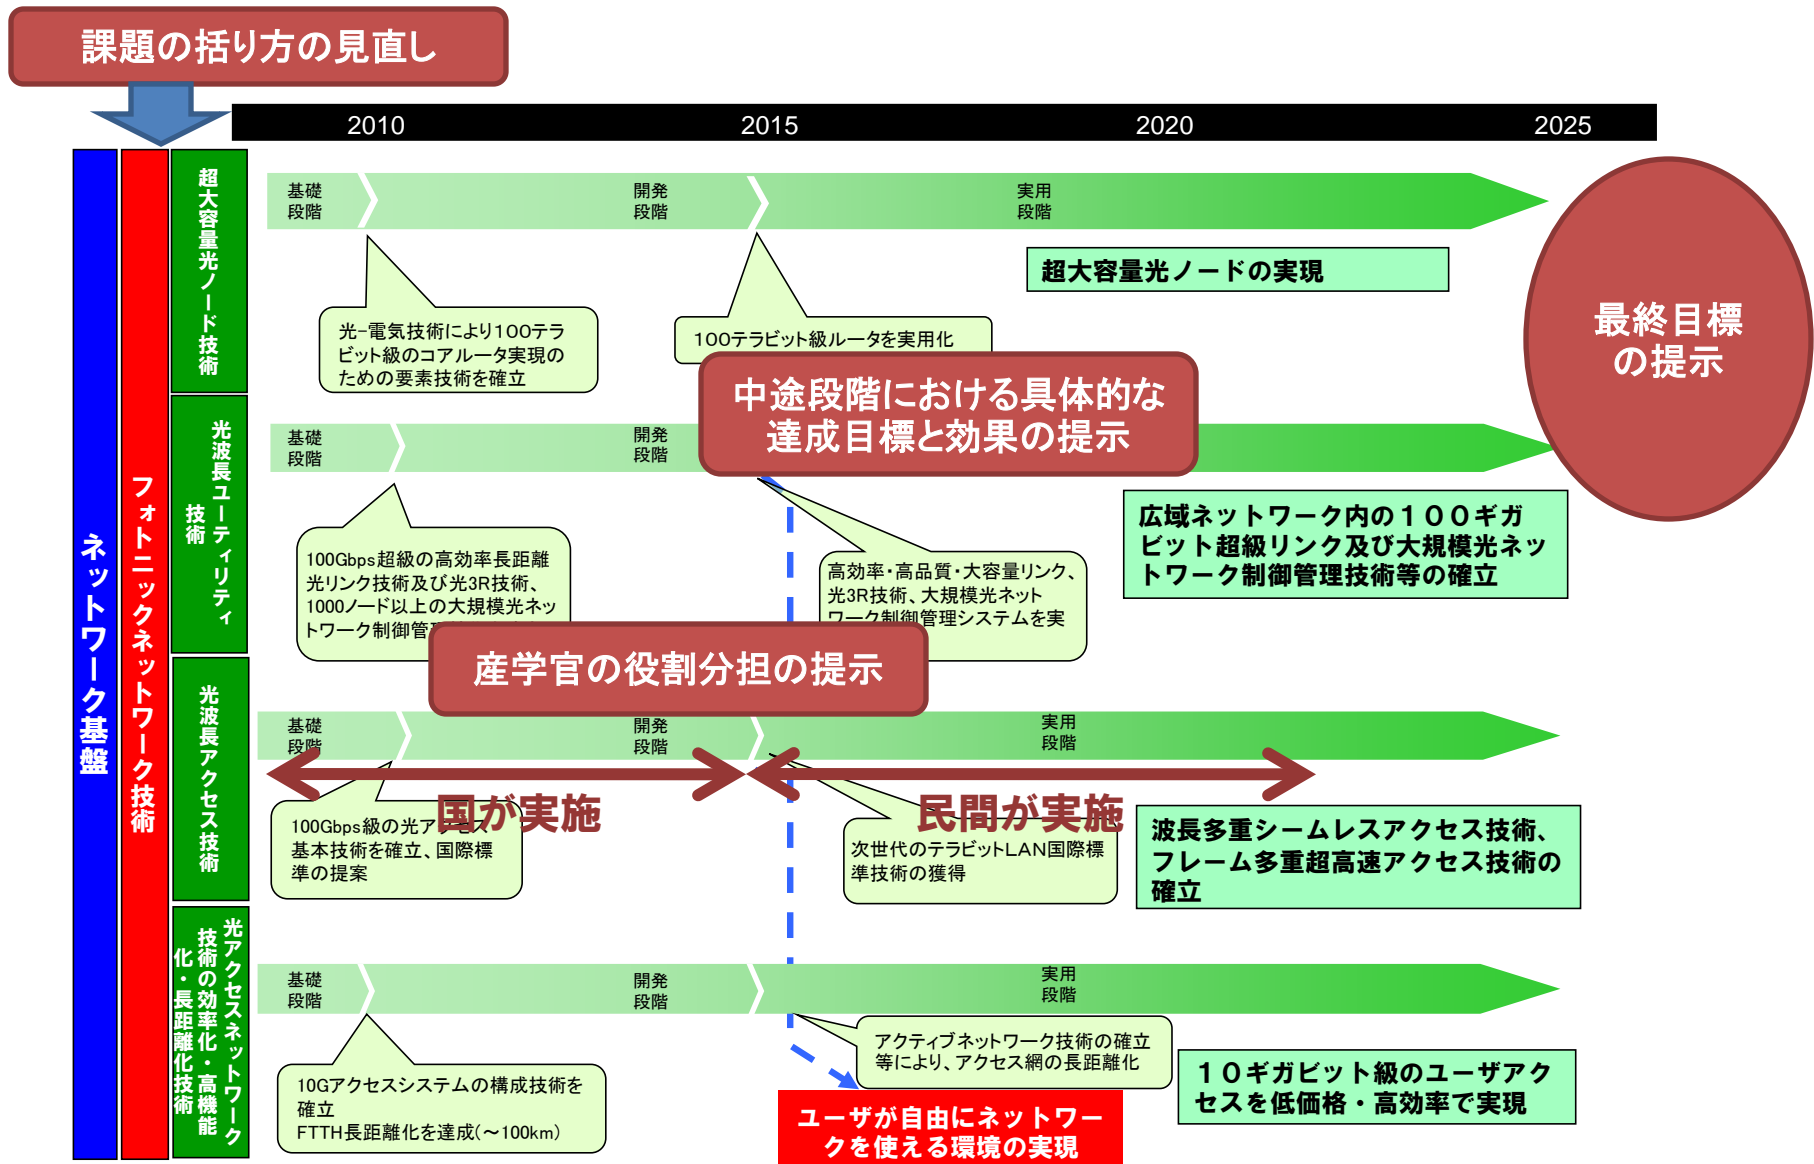 課題の括り方の見直し
2010
2015
2020
2025
ネットワーク基盤
フォトニックネットワーク技術
超大容量光ノード技術
基礎
段階
開発
段階
実用
段階
超大容量光ノードの実現
光-電気技術により100テラ
ビット級のコアルータ実現の
ための要素技術を確立
100テラビット級ルータを実用化
最終目標
の提示
中途段階における具体的な
達成目標と効果の提示
光波長ユーティリティ
技術
基礎
段階
開発
段階
広域ネットワーク内の100ギガ
ビット超級リンク及び大規模光ネッ
トワーク制御管理技術等の確立
100Gbps超級の高効率長距離
光リンク技術及び光3R技術、
1000ノード以上の大規模光ネッ
トワーク制御管
高効率・高品質・大容量リンク、
光3R技術、大規模光ネット
ワーク制御管理システムを実
産学官の役割分担の提示
光波長アクセス技術
基礎
段階
開発
段階
実用
段階
国が実施
民間が実施
100Gbps級の光アクセス
基本技術を確立、国際標
準の提案
次世代のテラビットLAN国際標
準技術の獲得
波長多重シームレスアクセス技術、
フレーム多重超高速アクセス技術の
確立
光アクセスネットワーク
技術の効率化・高機能
化・長距離化技術
基礎
段階
開発
段階
実用
段階
10Gアクセスシステムの構成技術を
確立
FTTH長距離化を達成(～100km)
アクティブネットワーク技術の確立
等により、アクセス網の長距離化
10ギガビット級のユーザアク
セスを低価格・高効率で実現
ユーザが自由にネットワー
クを使える環境の実現